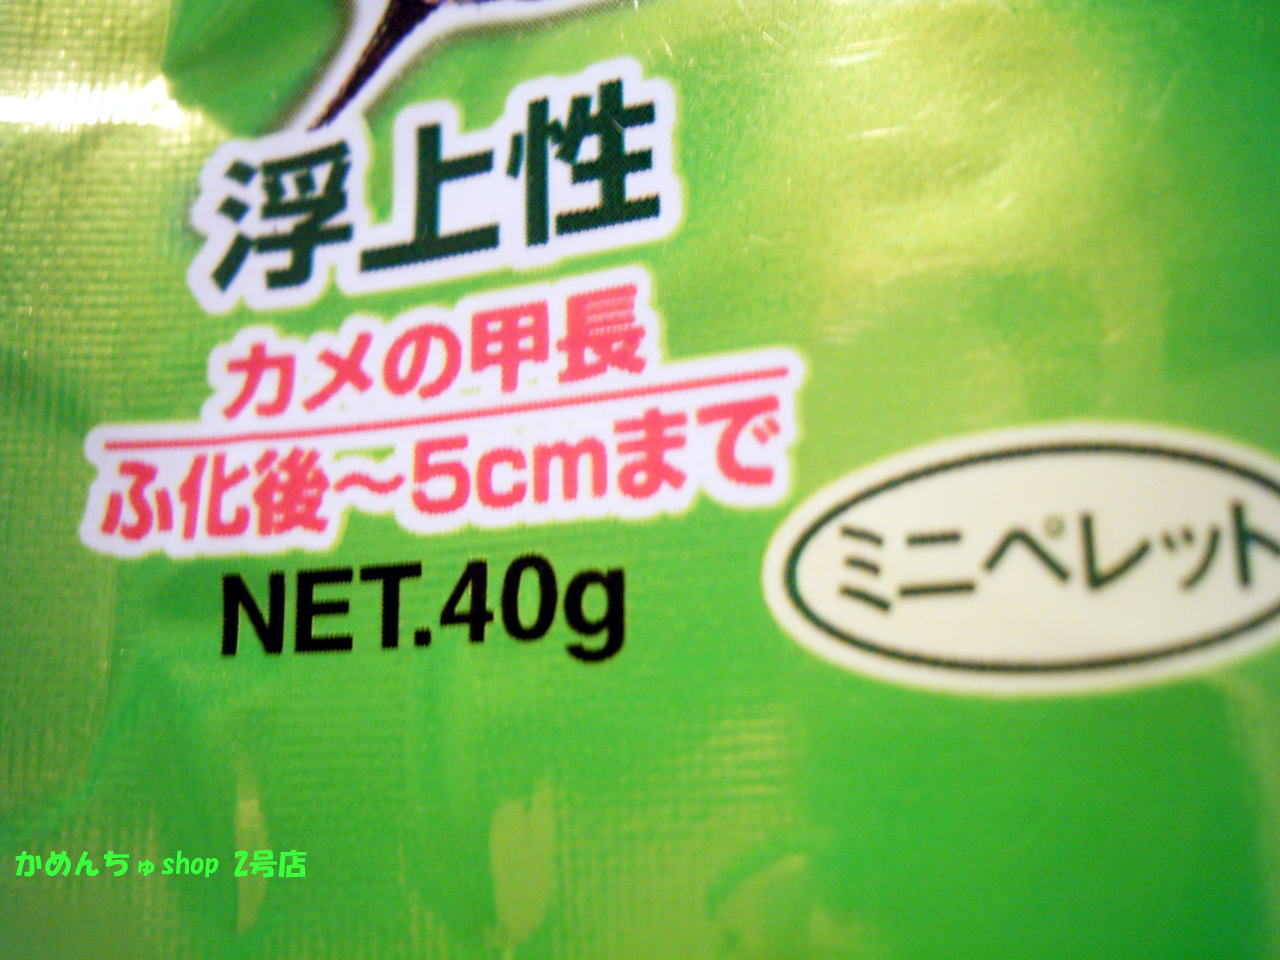 浮上性
カメの甲長
ふ化後～5cmまで
NET.40g
ミニペレット
かめんちゅshop 2号店